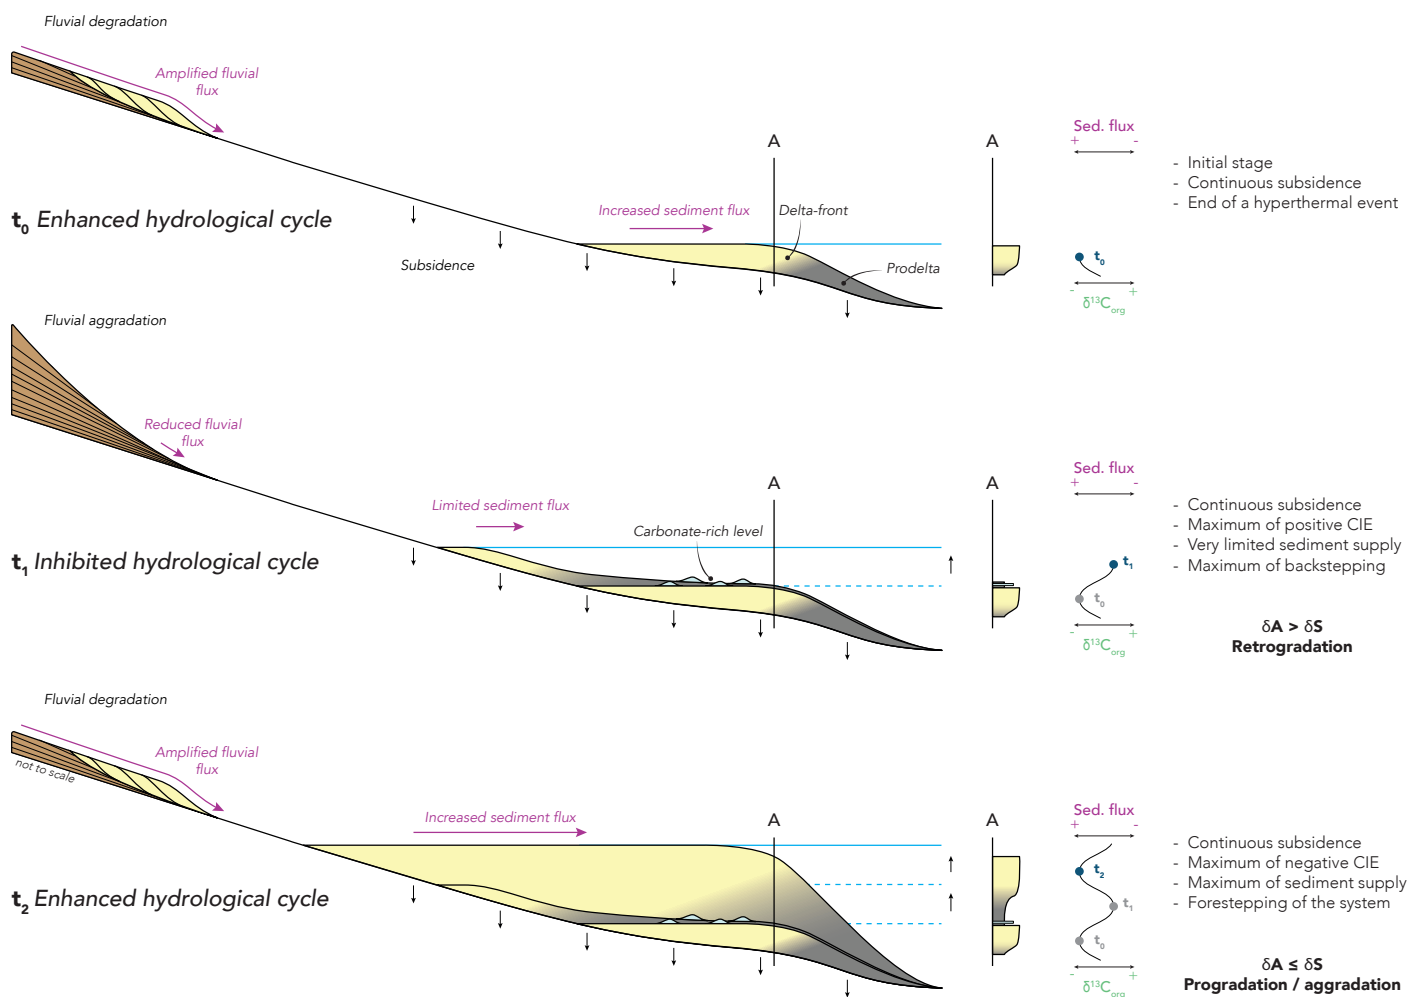 Fluvial degradation
Amplified fluvial
flux
A
A
Sed. flux
+ -
- Initial stage
- Continuous subsidence
- End of a hyperthermal event
t0 Enhanced hydrological cycle
Increased sediment flux
Delta-front
Subsidence
Prodelta
t0
- +
δ13Corg
Fluvial aggradation
Reduced fluvial
flux
A
A
Sed. flux
+ -
Limited sediment flux
Carbonate-rich level
- Continuous subsidence
- Maximum of positive CIE
- Very limited sediment supply
- Maximum of backstepping
t1 Inhibited hydrological cycle
t1
t0
- +
δ13Corg
δA > δS
Retrogradation
Fluvial degradation
Amplified fluvial
flux
not to scale
Increased sediment flux
A
A
Sed. flux
+ -
- Continuous subsidence
- Maximum of negative CIE
- Maximum of sediment supply
- Forestepping of the system
t2 Enhanced hydrological cycle
t2
t1
t0
- +
δ13Corg
δA ≤ δS
Progradation / aggradation